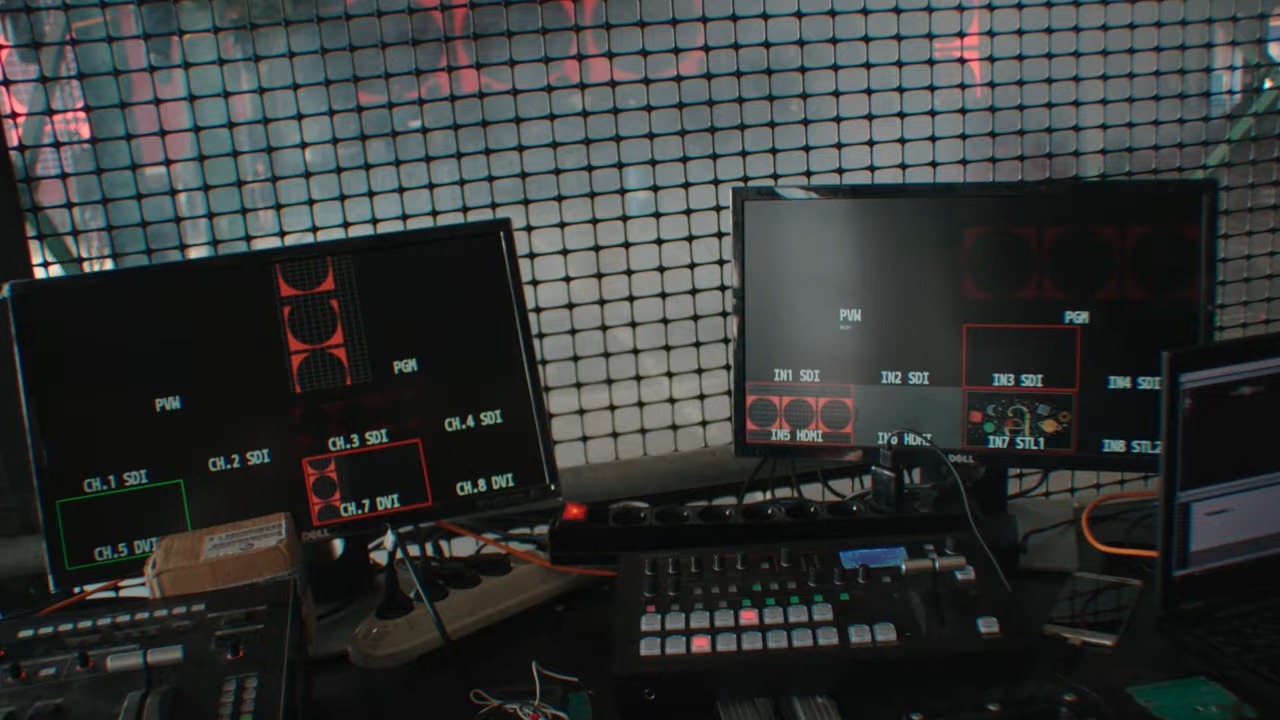 PVW
PGM
CH.1 SDI
CH.2 SDI
CH.3 SDI
CH.4 SDI
CH.5 DVI
CH.7 DVI
CH.8 DVI
DELL
PVW
PGM
IN1 SDI
IN2 SDI
IN3 SDI
IN4 SDI
IN5 HDMI
IN6 HDMI
IN7 STL1
IN8 STL2
DELL